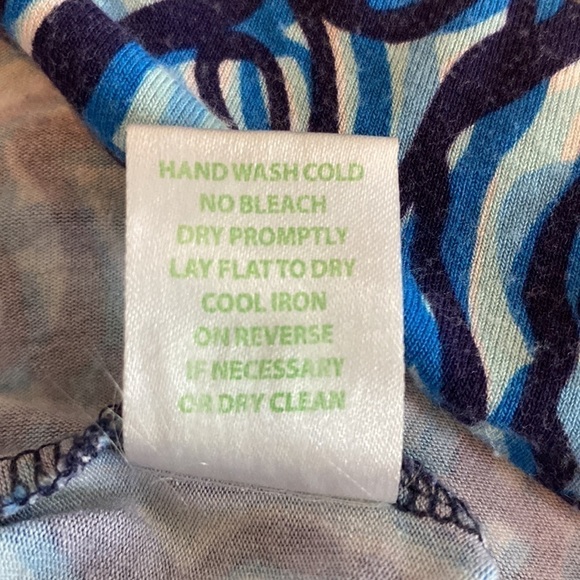 HAND WASH COLD
NO BLEACH
DRY PROMPTLY
LAY FLAT TO DRY
COOL IRON
ON REVERSE
IF NECESSARY
OR DRY CLEAN